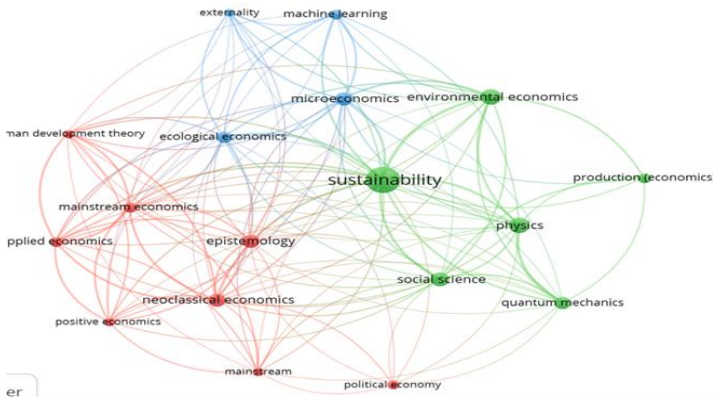 externality
machine learning
microeconomics
environmental economics
man development theory
ecological economics
sustainability
production (economics
mainstream economics
physics
pplied economics
epistemology
social science
neoclassical economics
quantum mechanics
positive economics
mainstream
political economy
er